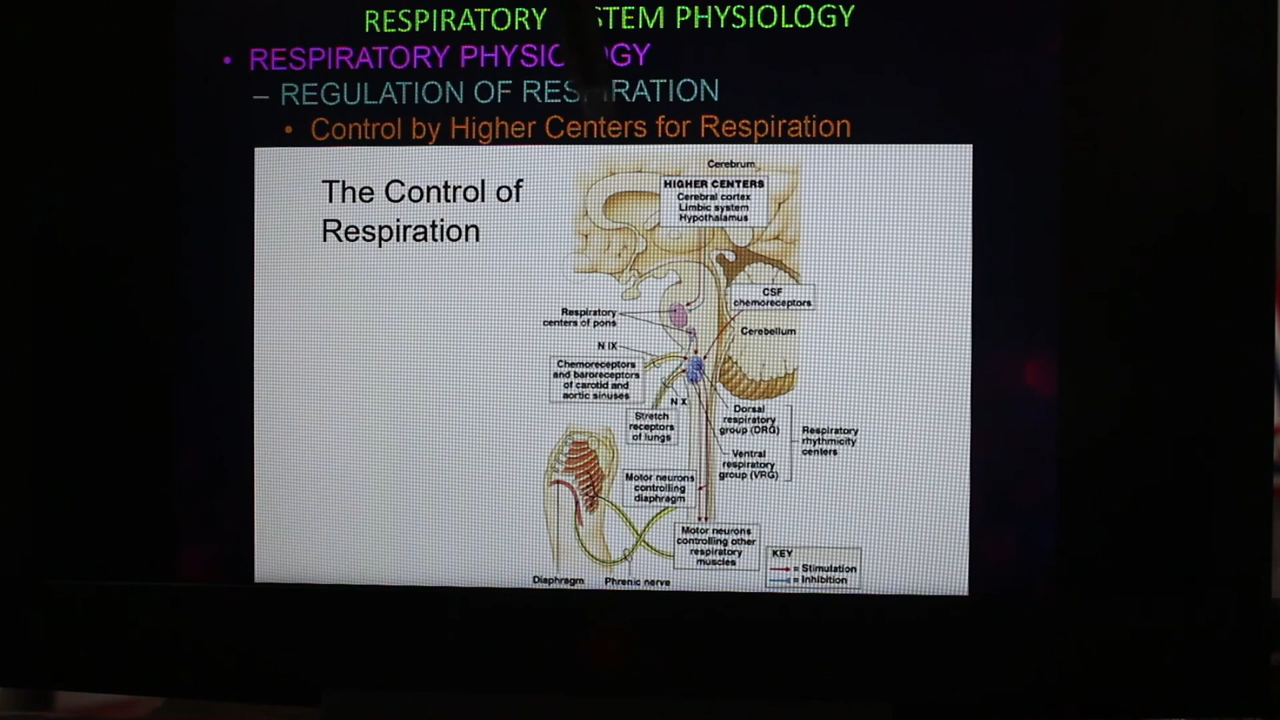 RESPIRATORY STEM PHYSIOLOGY
• RESPIRATORY PHYSIC GY
– REGULATION OF RES RATION
• Control by Higher Centers for Respiration
The Control of
Respiration
Cerebrum
HIGHER CENTERS
Cerebral cortex
Limbic system
Hypothalamus
CSF
chemoreceptors
Respiratory
centers of pons
Cerebellum
N IX
Chemoreceptors
and baroreceptors
of carotid and
aortic sinuses
N X
Stretch
receptors
of lungs
Dorsal
respiratory
group (DRG)
Respiratory
rhythmicity
centers
Ventral
respiratory
group (VRG)
Motor neurons
controlling
diaphragm
Motor neurons
controlling other
respiratory
muscles
KEY
= Stimulation
= Inhibition
Diaphragm
Phrenic nerve